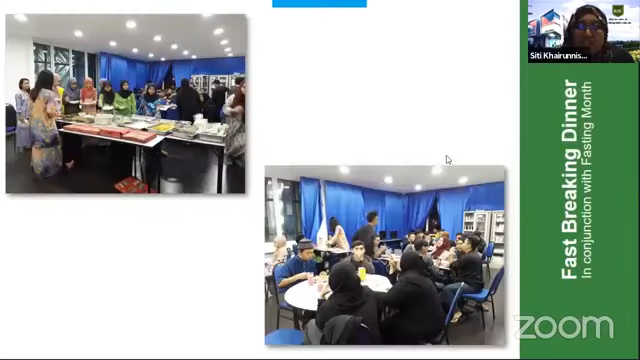 Siti Khairunnis...
Fast Breaking Dinner
In conjunction with Fasting Month
zoom